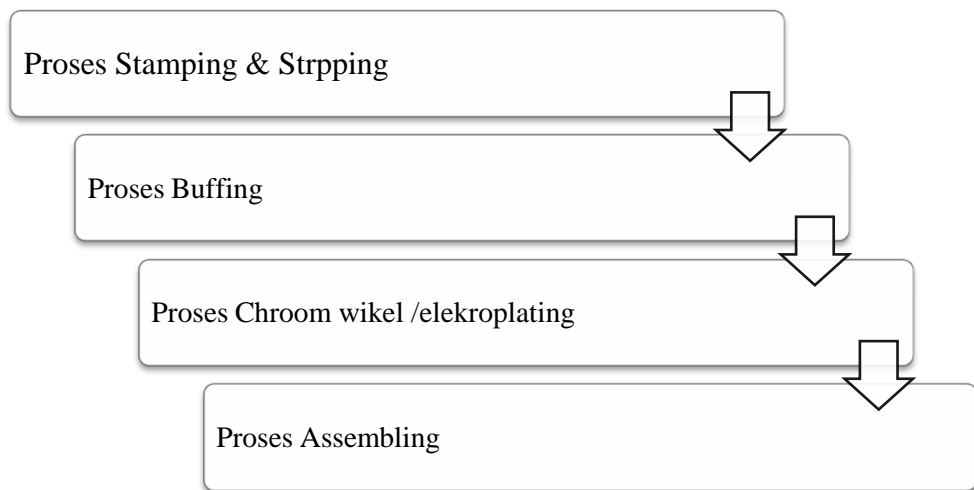 Proses Stamping & Strpping
Proses Buffing
Proses Chroom wikel /elekroplating
Proses Assembling